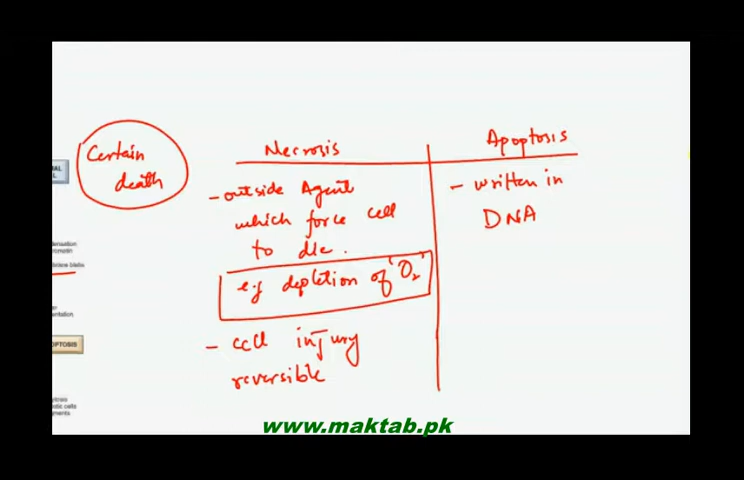 Certain
death
Necrosis
- outside Agent
which force cell
to die.
e.g depletion of 'O₂'
- cell injury
reversible
Apoptosis
- written in
DNA
OPTOSIS
www.maktab.pk